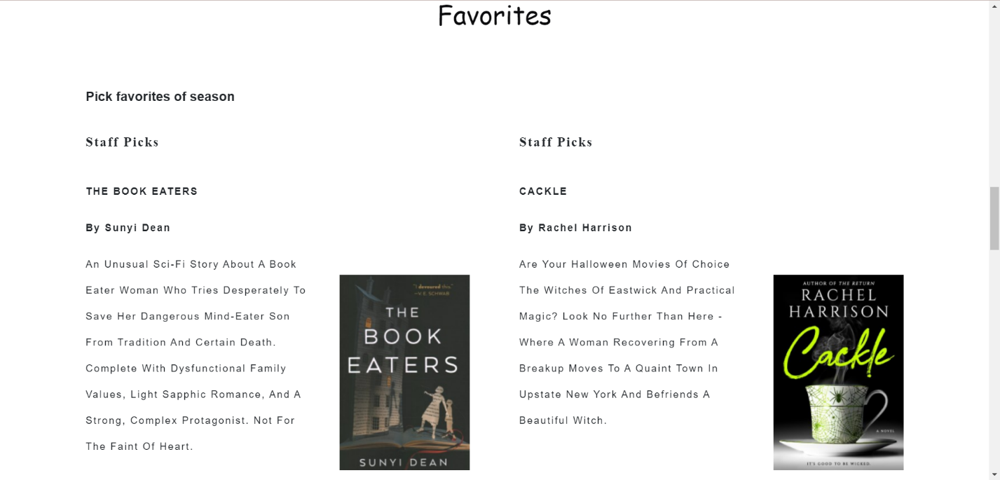 Favorites
Pick favorites of season
Staff Picks
THE BOOK EATERS
By Sunyi Dean
An Unusual Sci-Fi Story About A Book
Eater Woman Who Tries Desperately To
Save Her Dangerous Mind-Eater Son
From Tradition And Certain Death.
Complete With Dysfunctional Family
Values, Light Sapphic Romance, And A
Strong, Complex Protagonist. Not For
The Faint Of Heart.
"I devoured this."
—V. E. SCHWAB
THE
BOOK
EATERS
SUNYI DEAN
Staff Picks
CACKLE
By Rachel Harrison
Are Your Halloween Movies Of Choice
The Witches Of Eastwick And Practical
Magic? Look No Further Than Here -
Where A Woman Recovering From A
Breakup Moves To A Quaint Town In
Upstate New York And Befriends A
Beautiful Witch.
AUTHOR OF THE RETURN
RACHEL
HARRISON
Cackle
A NOVEL
IT'S GOOD TO BE WICKED.